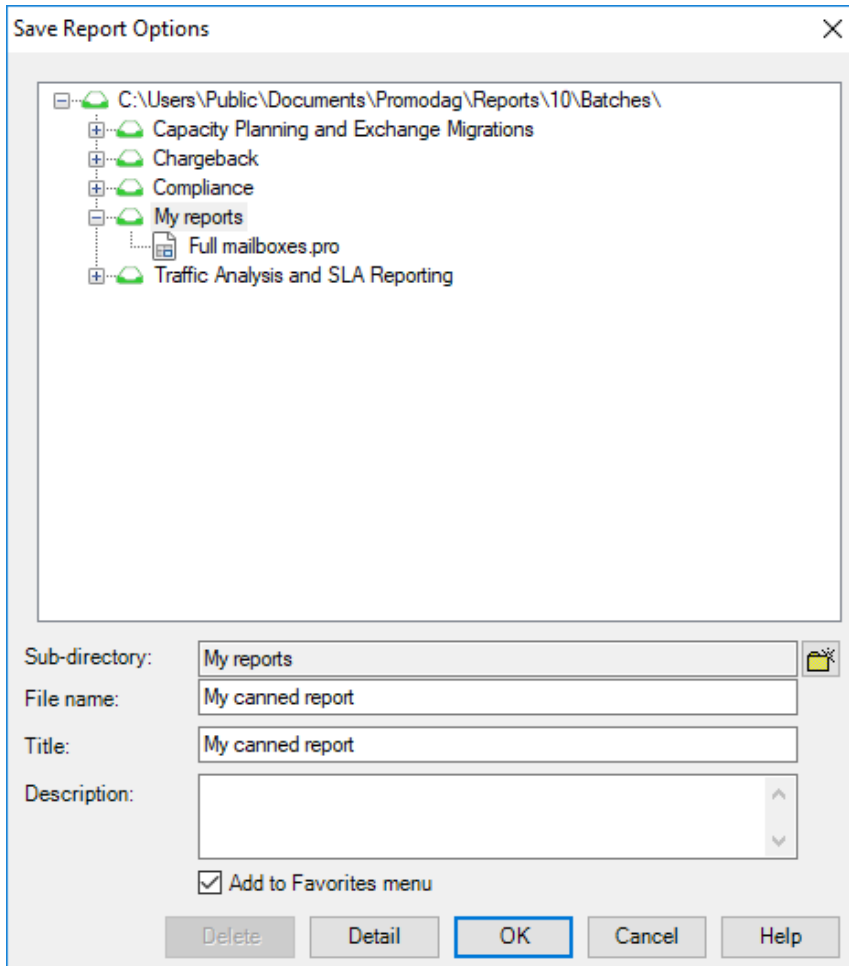 Save Report Options
C:\Users\Public\Documents\Promodag\Reports\10\Batches\
Capacity Planning and Exchange Migrations
Chargeback
Compliance
My reports
Full mailboxes.pro
Traffic Analysis and SLA Reporting
Sub-directory: My reports
File name: My canned report
Title: My canned report
Description:
Add to Favorites menu
Delete Detail OK Cancel Help